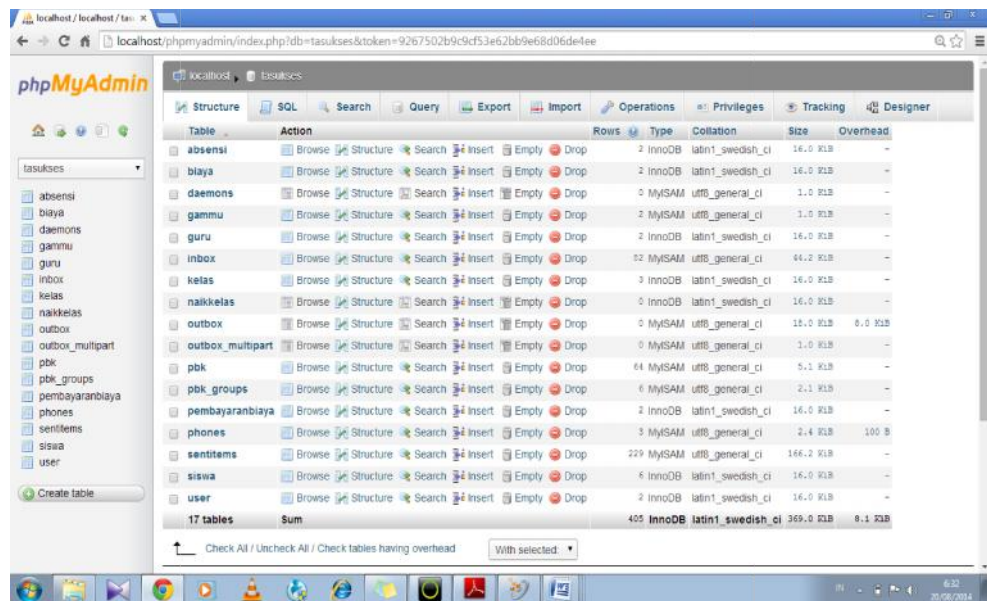 localhost / localhost / tas
localhost/phpmyadmin/index.php?db=tasukses&token=9267502b9c9cf53e62bb9e68d06de4ee
phpMyAdmin
tasukses
absensi
biaya
daemons
gammu
guru
inbox
kelas
naikkelas
outbox
outbox_multipart
pbk
pbk_groups
pembayaranbiaya
phones
sentitems
siswa
user
Create table
localhost tasukses
Structure SQL Search Query Export Import Operations Privileges Tracking Designer
Table Action Rows Type Collation Size Overhead
absensi Browse Structure Search Insert Empty Drop 2 InnoDB latin1_swedish_ci 16.0 KiB -
biaya Browse Structure Search Insert Empty Drop 2 InnoDB latin1_swedish_ci 16.0 KiB -
daemons Browse Structure Search Insert Empty Drop 0 MyISAM utf8_general_ci 1.0 KiB -
gammu Browse Structure Search Insert Empty Drop 2 MyISAM utf8_general_ci 1.0 KiB -
guru Browse Structure Search Insert Empty Drop 2 InnoDB latin1_swedish_ci 16.0 KiB -
inbox Browse Structure Search Insert Empty Drop 52 MyISAM utf8_general_ci 44.2 KiB -
kelas Browse Structure Search Insert Empty Drop 3 InnoDB latin1_swedish_ci 16.0 KiB -
naikkelas Browse Structure Search Insert Empty Drop 0 InnoDB latin1_swedish_ci 16.0 KiB -
outbox Browse Structure Search Insert Empty Drop 0 MyISAM utf8_general_ci 18.0 KiB 8.0 KiB
outbox_multipart Browse Structure Search Insert Empty Drop 0 MyISAM utf8_general_ci 1.0 KiB -
pbk Browse Structure Search Insert Empty Drop 64 MyISAM utf8_general_ci 5.1 KiB -
pbk_groups Browse Structure Search Insert Empty Drop 6 MyISAM utf8_general_ci 2.1 KiB -
pembayaranbiaya Browse Structure Search Insert Empty Drop 2 InnoDB latin1_swedish_ci 16.0 KiB -
phones Browse Structure Search Insert Empty Drop 3 MyISAM utf8_general_ci 2.4 KiB 100 B
sentitems Browse Structure Search Insert Empty Drop 229 MyISAM utf8_general_ci 166.2 KiB -
siswa Browse Structure Search Insert Empty Drop 6 InnoDB latin1_swedish_ci 16.0 KiB -
user Browse Structure Search Insert Empty Drop 2 InnoDB latin1_swedish_ci 16.0 KiB -
17 tables Sum 405 InnoDB latin1_swedish_ci 369.0 KiB 8.1 KiB
Check All / Uncheck All / Check tables having overhead With selected:
IN 6:32
20/08/2014